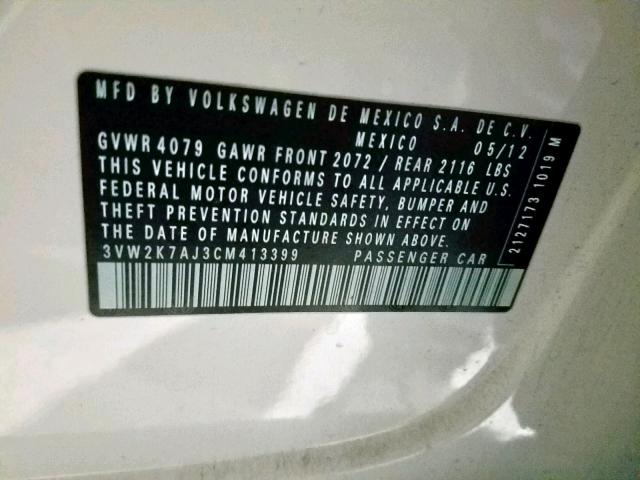 MFD BY VOLKSWAGEN DE MEXICO S.A. DE C.V.
MEXICO 05/12
GVWR 4079 GAWR FRONT 2072 / REAR 2116 LBS
THIS VEHICLE CONFORMS TO ALL APPLICABLE U.S.
FEDERAL MOTOR VEHICLE SAFETY, BUMPER AND
THEFT PREVENTION STANDARDS IN EFFECT ON
THE DATE OF MANUFACTURE SHOWN ABOVE.
3VW2K7AJ3CM413399 PASSENGER CAR
2127173 1019 M